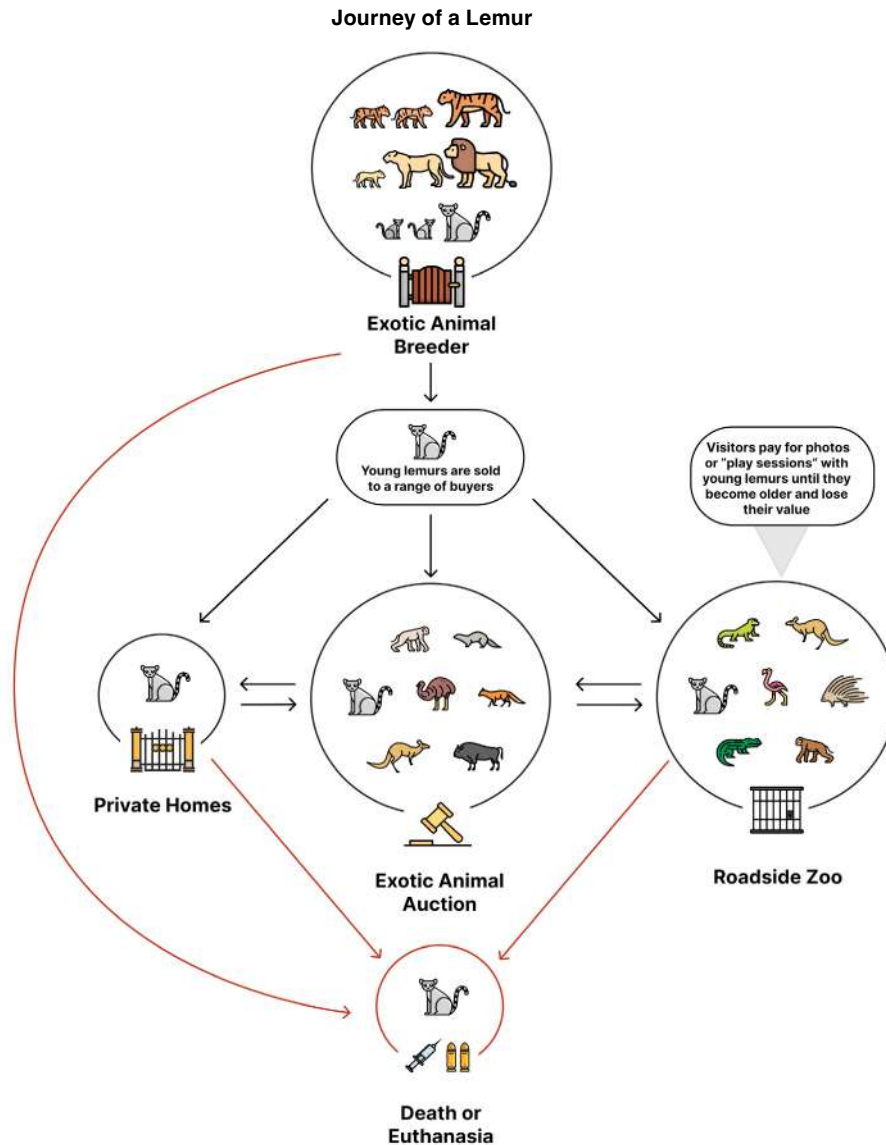 Journey of a Lemur
Exotic Animal
Breeder
Young lemurs are sold
to a range of buyers
Visitors pay for photos
or "play sessions" with
young lemurs until they
become older and lose
their value
Private Homes
Exotic Animal
Auction
Roadside Zoo
Death or
Euthanasia